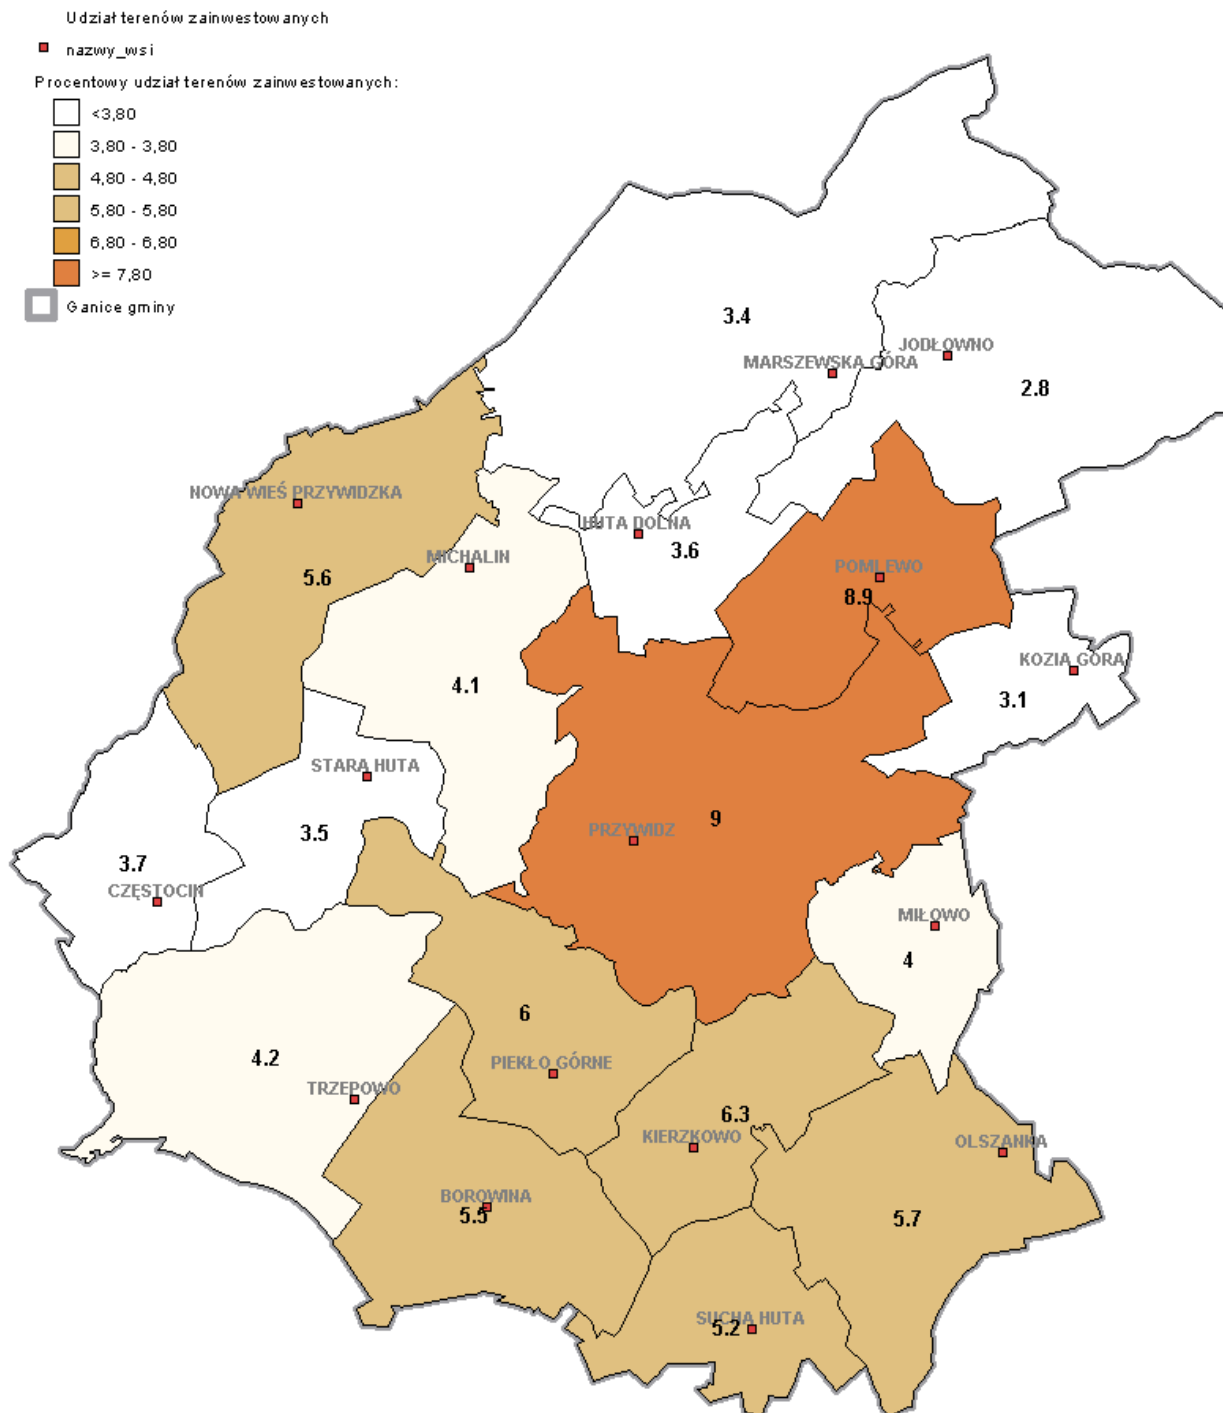 Udział terenów zainwestowanych
nazwy_wsi
Procentowy udział terenów zainwestowanych:
<3,80
3,80 - 3,80
4,80 - 4,80
5,80 - 5,80
6,80 - 6,80
>= 7,80
Ganice gminy
3.4
JODŁOWNO
MARSZEWSKA GÓRA
2.8
NOWA WIEŚ PRZYWIDZKA
HUTA DOLNA
3.6
MICHALIN
POMLEWO
5.6
8.9
KOZIA GÓRA
4.1
3.1
STARA HUTA
9
3.5
PRZYWIDZ
3.7
CZĘSTOCIN
MIŁOWO
4
6
4.2
PIEKŁO GÓRNE
TRZEPOWO
6.3
KIERZKOWO
OLSZANKA
BOROWINA
5.5
5.7
SUCHA HUTA
5.2